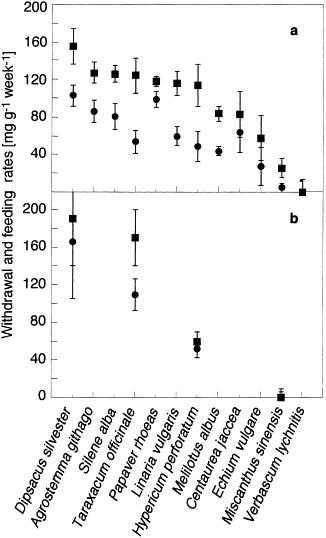 200
a
160
120
80
40
Withdrawal and feeding rates [mg g⁻¹ week⁻¹]
b
200
160
120
80
40
0
Dipsacus silvester
Agrostemma githago
Silene alba
Taraxacum officinale
Papaver rhoeas
Linaria vulgaris
Hypericum perforatum
Melilotus albus
Centaurea jaccea
Echium vulgare
Miscanthus sinensis
Verbascum lychnitis